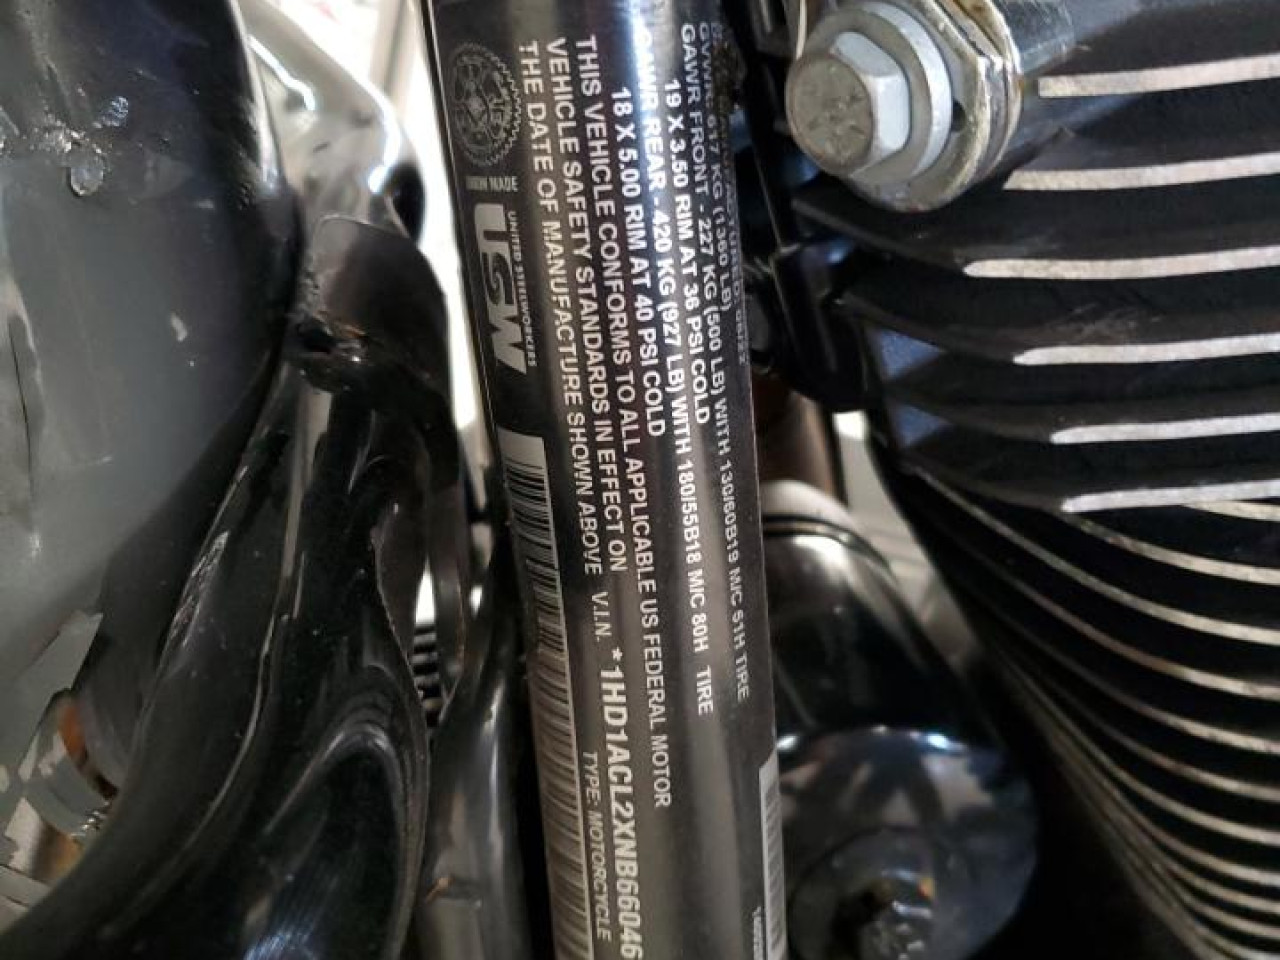 MANUFACTURED: 06/22
GVWR: 617 KG (1360 LB)
GAWR FRONT - 227 KG (500 LB) WITH 130/60B19 M/C 61H TIRE
19 X 3.50 RIM AT 36 PSI COLD
GAWR REAR - 420 KG (927 LB) WITH 180/55B18 M/C 80H TIRE
18 X 5.00 RIM AT 40 PSI COLD
THIS VEHICLE CONFORMS TO ALL APPLICABLE US FEDERAL MOTOR
VEHICLE SAFETY STANDARDS IN EFFECT ON
THE DATE OF MANUFACTURE SHOWN ABOVE
V.I.N. *1HD1ACL2XNB66046
TYPE: MOTORCYCLE
UNION MADE
UNITED STEELWORKERS
USW